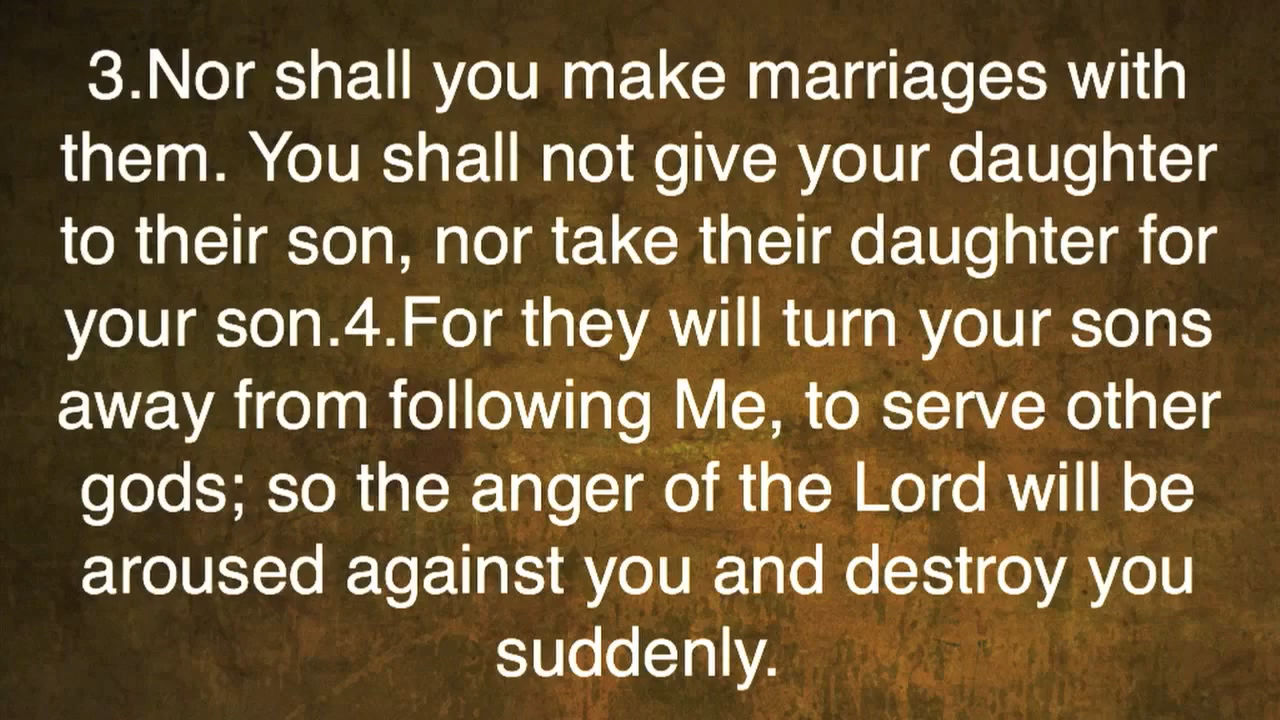 3.Nor shall you make marriages with
them. You shall not give your daughter
to their son, nor take their daughter for
your son.4.For they will turn your sons
away from following Me, to serve other
gods; so the anger of the Lord will be
aroused against you and destroy you
suddenly.